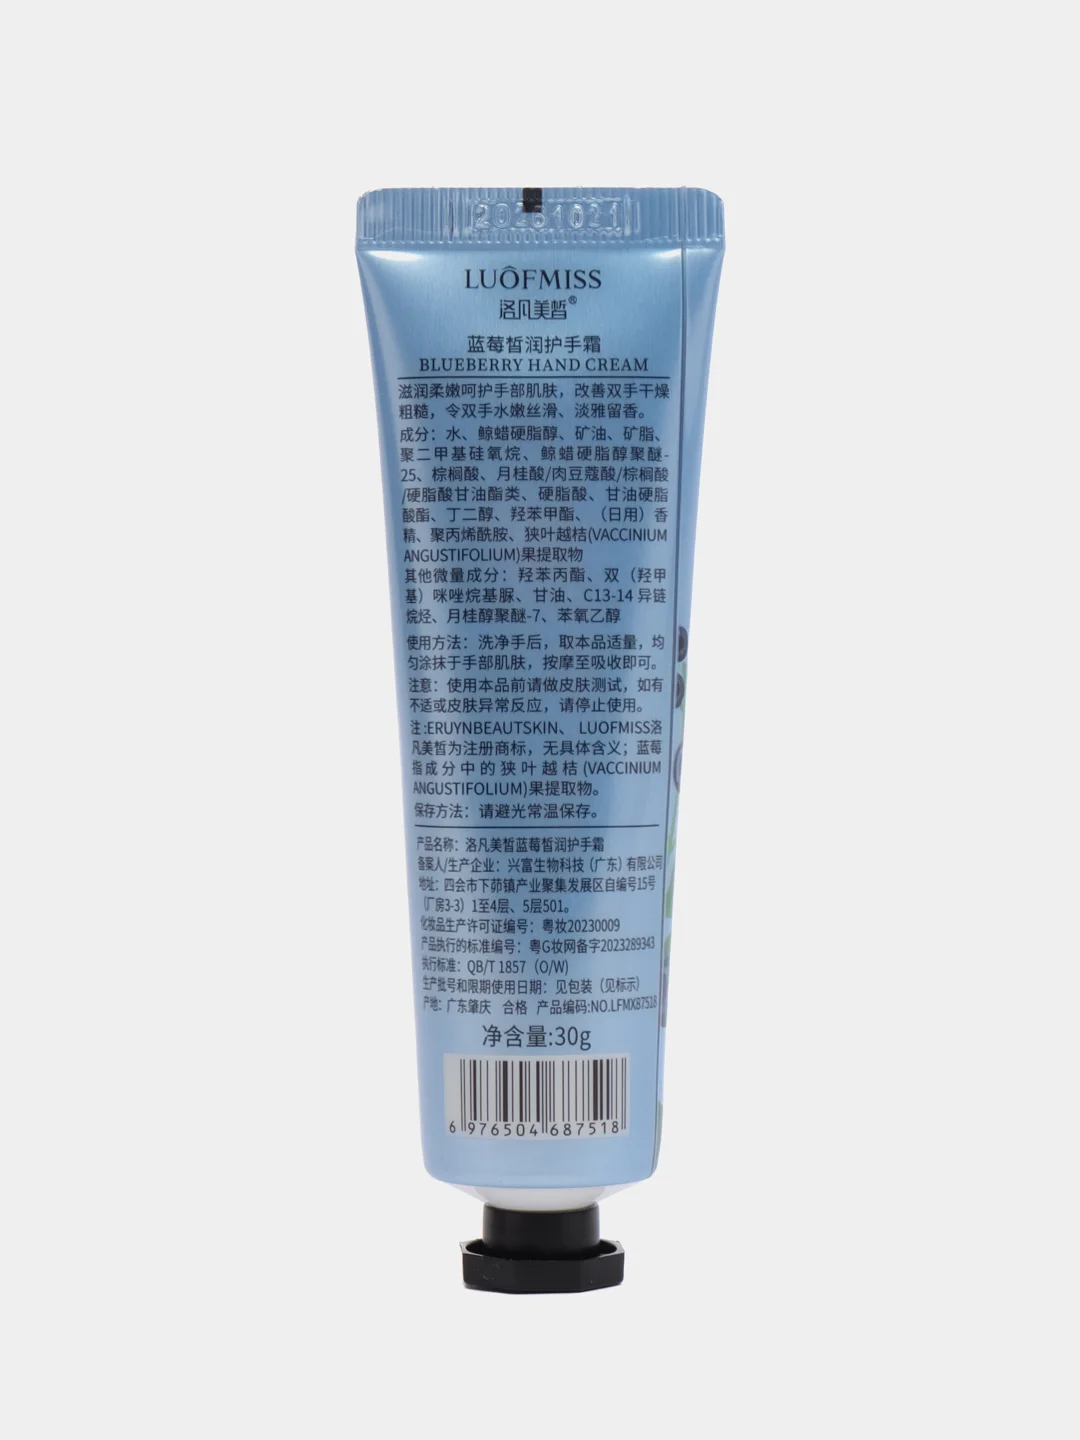 20261021
LUÔFMISS
洛凡美皙®
蓝莓皙润护手霜
BLUEBERRY HAND CREAM
滋润柔嫩呵护手部肌肤，改善双手干燥
粗糙，令双手水嫩丝滑、淡雅留香。
成分：水、鲸蜡硬脂醇、矿油、矿脂、
聚二甲基硅氧烷、鲸蜡硬脂醇聚醚-
25、棕榈酸、月桂酸/肉豆蔻酸/棕榈酸
/硬脂酸甘油酯类、硬脂酸、甘油硬脂
酸酯、丁二醇、羟苯甲酯、（日用）香
精、聚丙烯酰胺、狭叶越桔(VACCINIUM
ANGUSTIFOLIUM)果提取物
其他微量成分：羟苯丙酯、双（羟甲
基）咪唑烷基脲、甘油、C13-14 异链
烷烃、月桂醇聚醚-7、苯氧乙醇
使用方法：洗净手后，取本品适量，均
匀涂抹于手部肌肤，按摩至吸收即可。
注意：使用本品前请做皮肤测试，如有
不适或皮肤异常反应，请停止使用。
注:ERUYNBEAUTSKIN、LUOFMISS洛
凡美皙为注册商标，无具体含义；蓝莓
指成分中的狭叶越桔(VACCINIUM
ANGUSTIFOLIUM)果提取物。
保存方法：请避光常温保存。
产品名称：洛凡美皙蓝莓皙润护手霜
备案人/生产企业：兴富生物科技（广东）有限公司
地址：四会市下茆镇产业聚集发展区自编号15号
（厂房3-3）1至4层、5层501。
化妆品生产许可证编号：粤妆20230009
产品执行的标准编号：粤G妆网备字2023289343
执行标准：QB/T 1857（O/W)
生产批号和限期使用日期：见包装（见标示）
产地：广东肇庆 合格 产品编码:NO.LFMX87518
净含量:30g
6 976504 687518